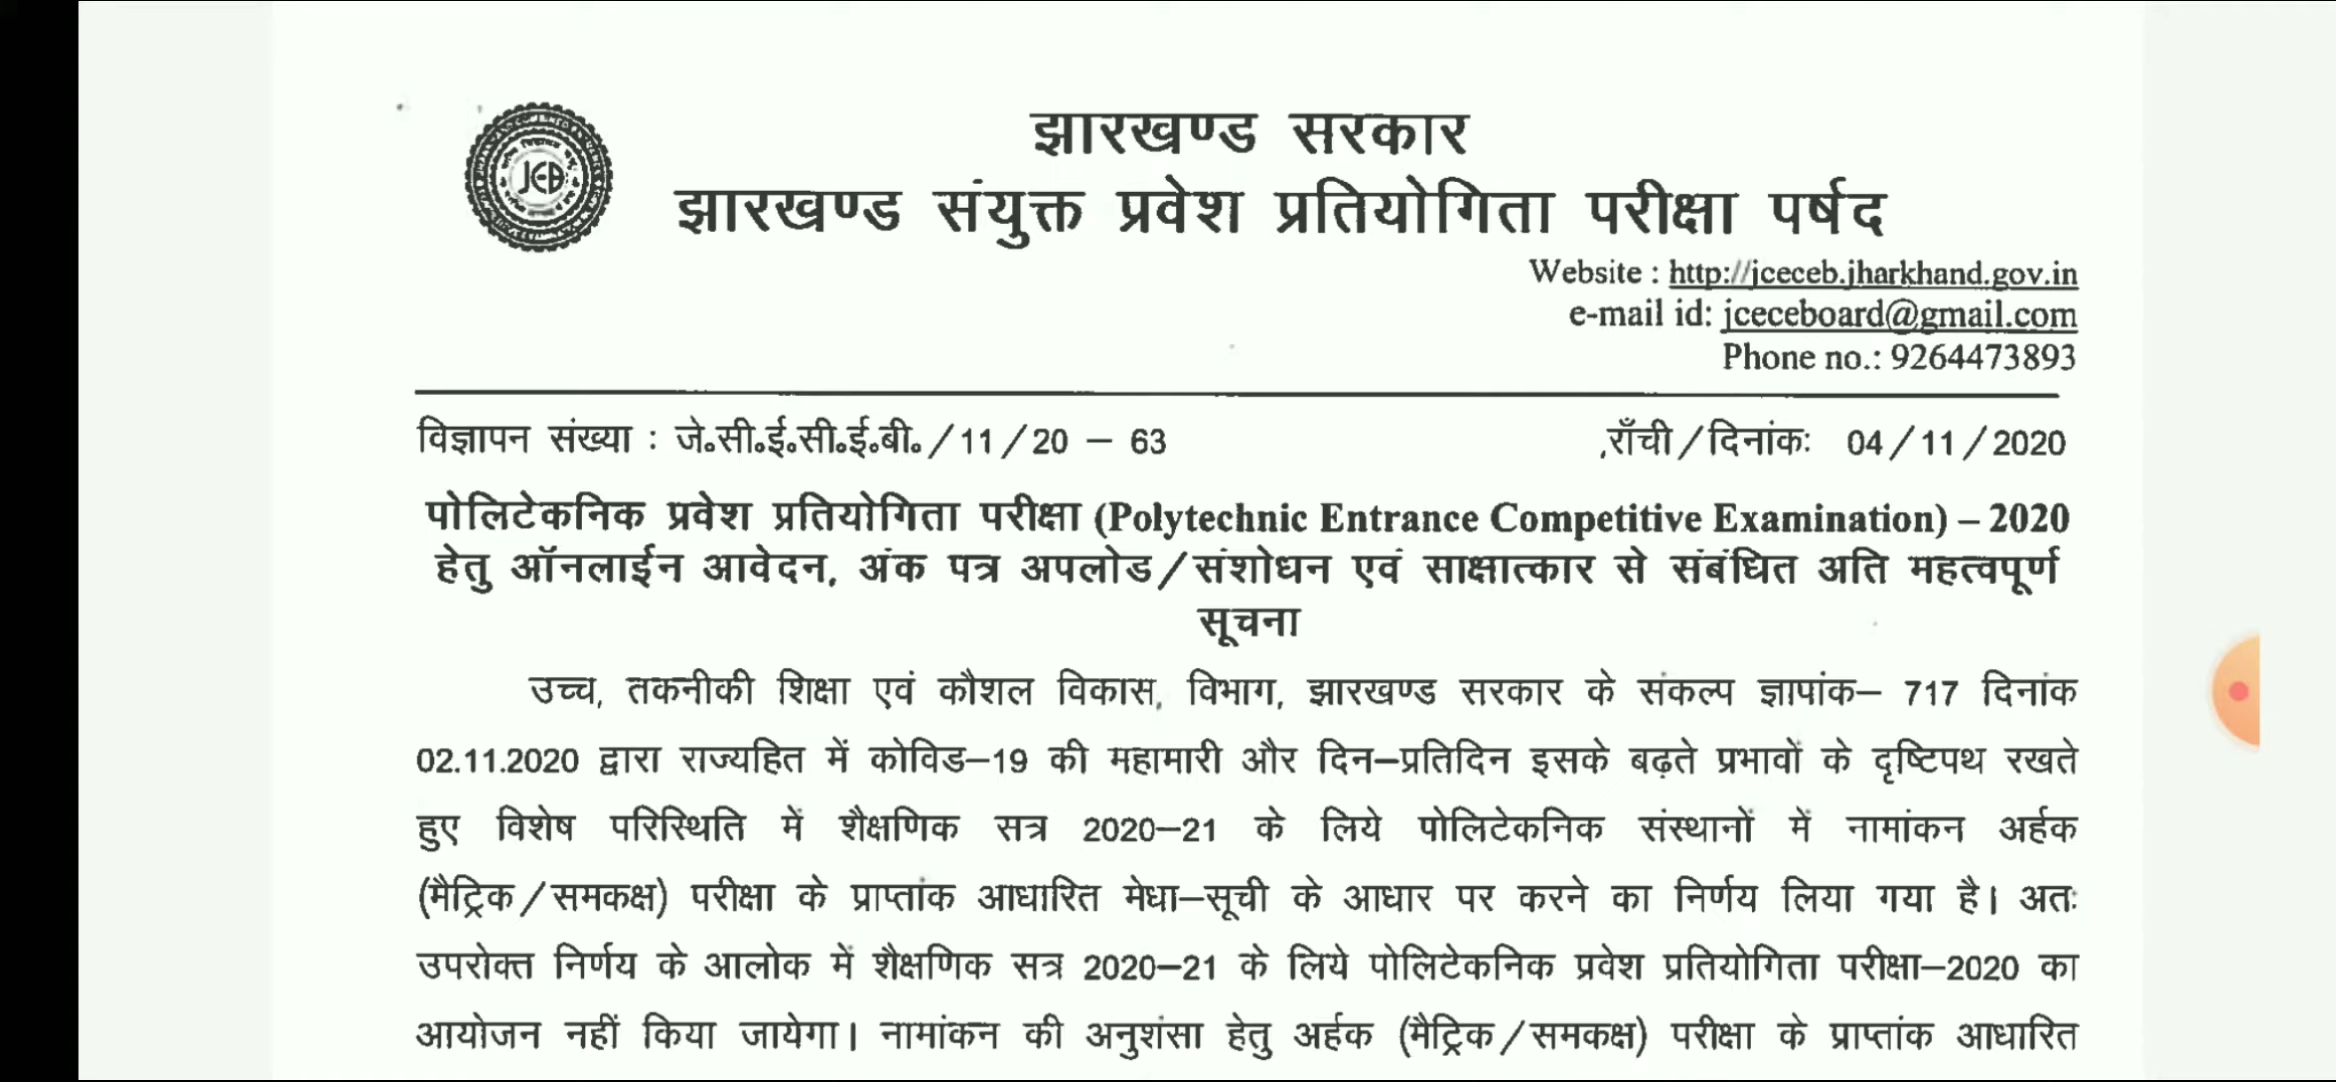 झारखण्ड सरकार
झारखण्ड संयुक्त प्रवेश प्रतियोगिता परीक्षा पर्षद
JCEB
Website : http://jceceb.jharkhand.gov.in
e-mail id: jceceboard@gmail.com
Phone no.: 9264473893
विज्ञापन संख्या : जे॰सी॰ई॰सी॰ई॰बी॰/11/20 – 63
राँची/दिनांकः 04/11/2020
पोलिटेकनिक प्रवेश प्रतियोगिता परीक्षा (Polytechnic Entrance Competitive Examination) – 2020
हेतु ऑनलाईन आवेदन, अंक पत्र अपलोड/संशोधन एवं साक्षात्कार से संबंधित अति महत्वपूर्ण
सूचना
उच्च, तकनीकी शिक्षा एवं कौशल विकास, विभाग, झारखण्ड सरकार के संकल्प ज्ञापांक– 717 दिनांक
02.11.2020 द्वारा राज्यहित में कोविड–19 की महामारी और दिन–प्रतिदिन इसके बढ़ते प्रभावों के दृष्टिपथ रखते
हुए विशेष परिस्थिति में शैक्षणिक सत्र 2020–21 के लिये पोलिटेकनिक संस्थानों में नामांकन अर्हक
(मैट्रिक/समकक्ष) परीक्षा के प्राप्तांक आधारित मेधा–सूची के आधार पर करने का निर्णय लिया गया है। अतः
उपरोक्त निर्णय के आलोक में शैक्षणिक सत्र 2020–21 के लिये पोलिटेकनिक प्रवेश प्रतियोगिता परीक्षा–2020 का
आयोजन नहीं किया जायेगा। नामांकन की अनुशंसा हेतु अर्हक (मैट्रिक/समकक्ष) परीक्षा के प्राप्तांक आधारित